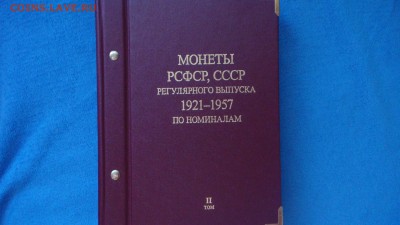 МОНЕТЫ
РСФСР, СССР
РЕГУЛЯРНОГО ВЫПУСКА
1921–1957
ПО НОМИНАЛАМ
II
ТОМ